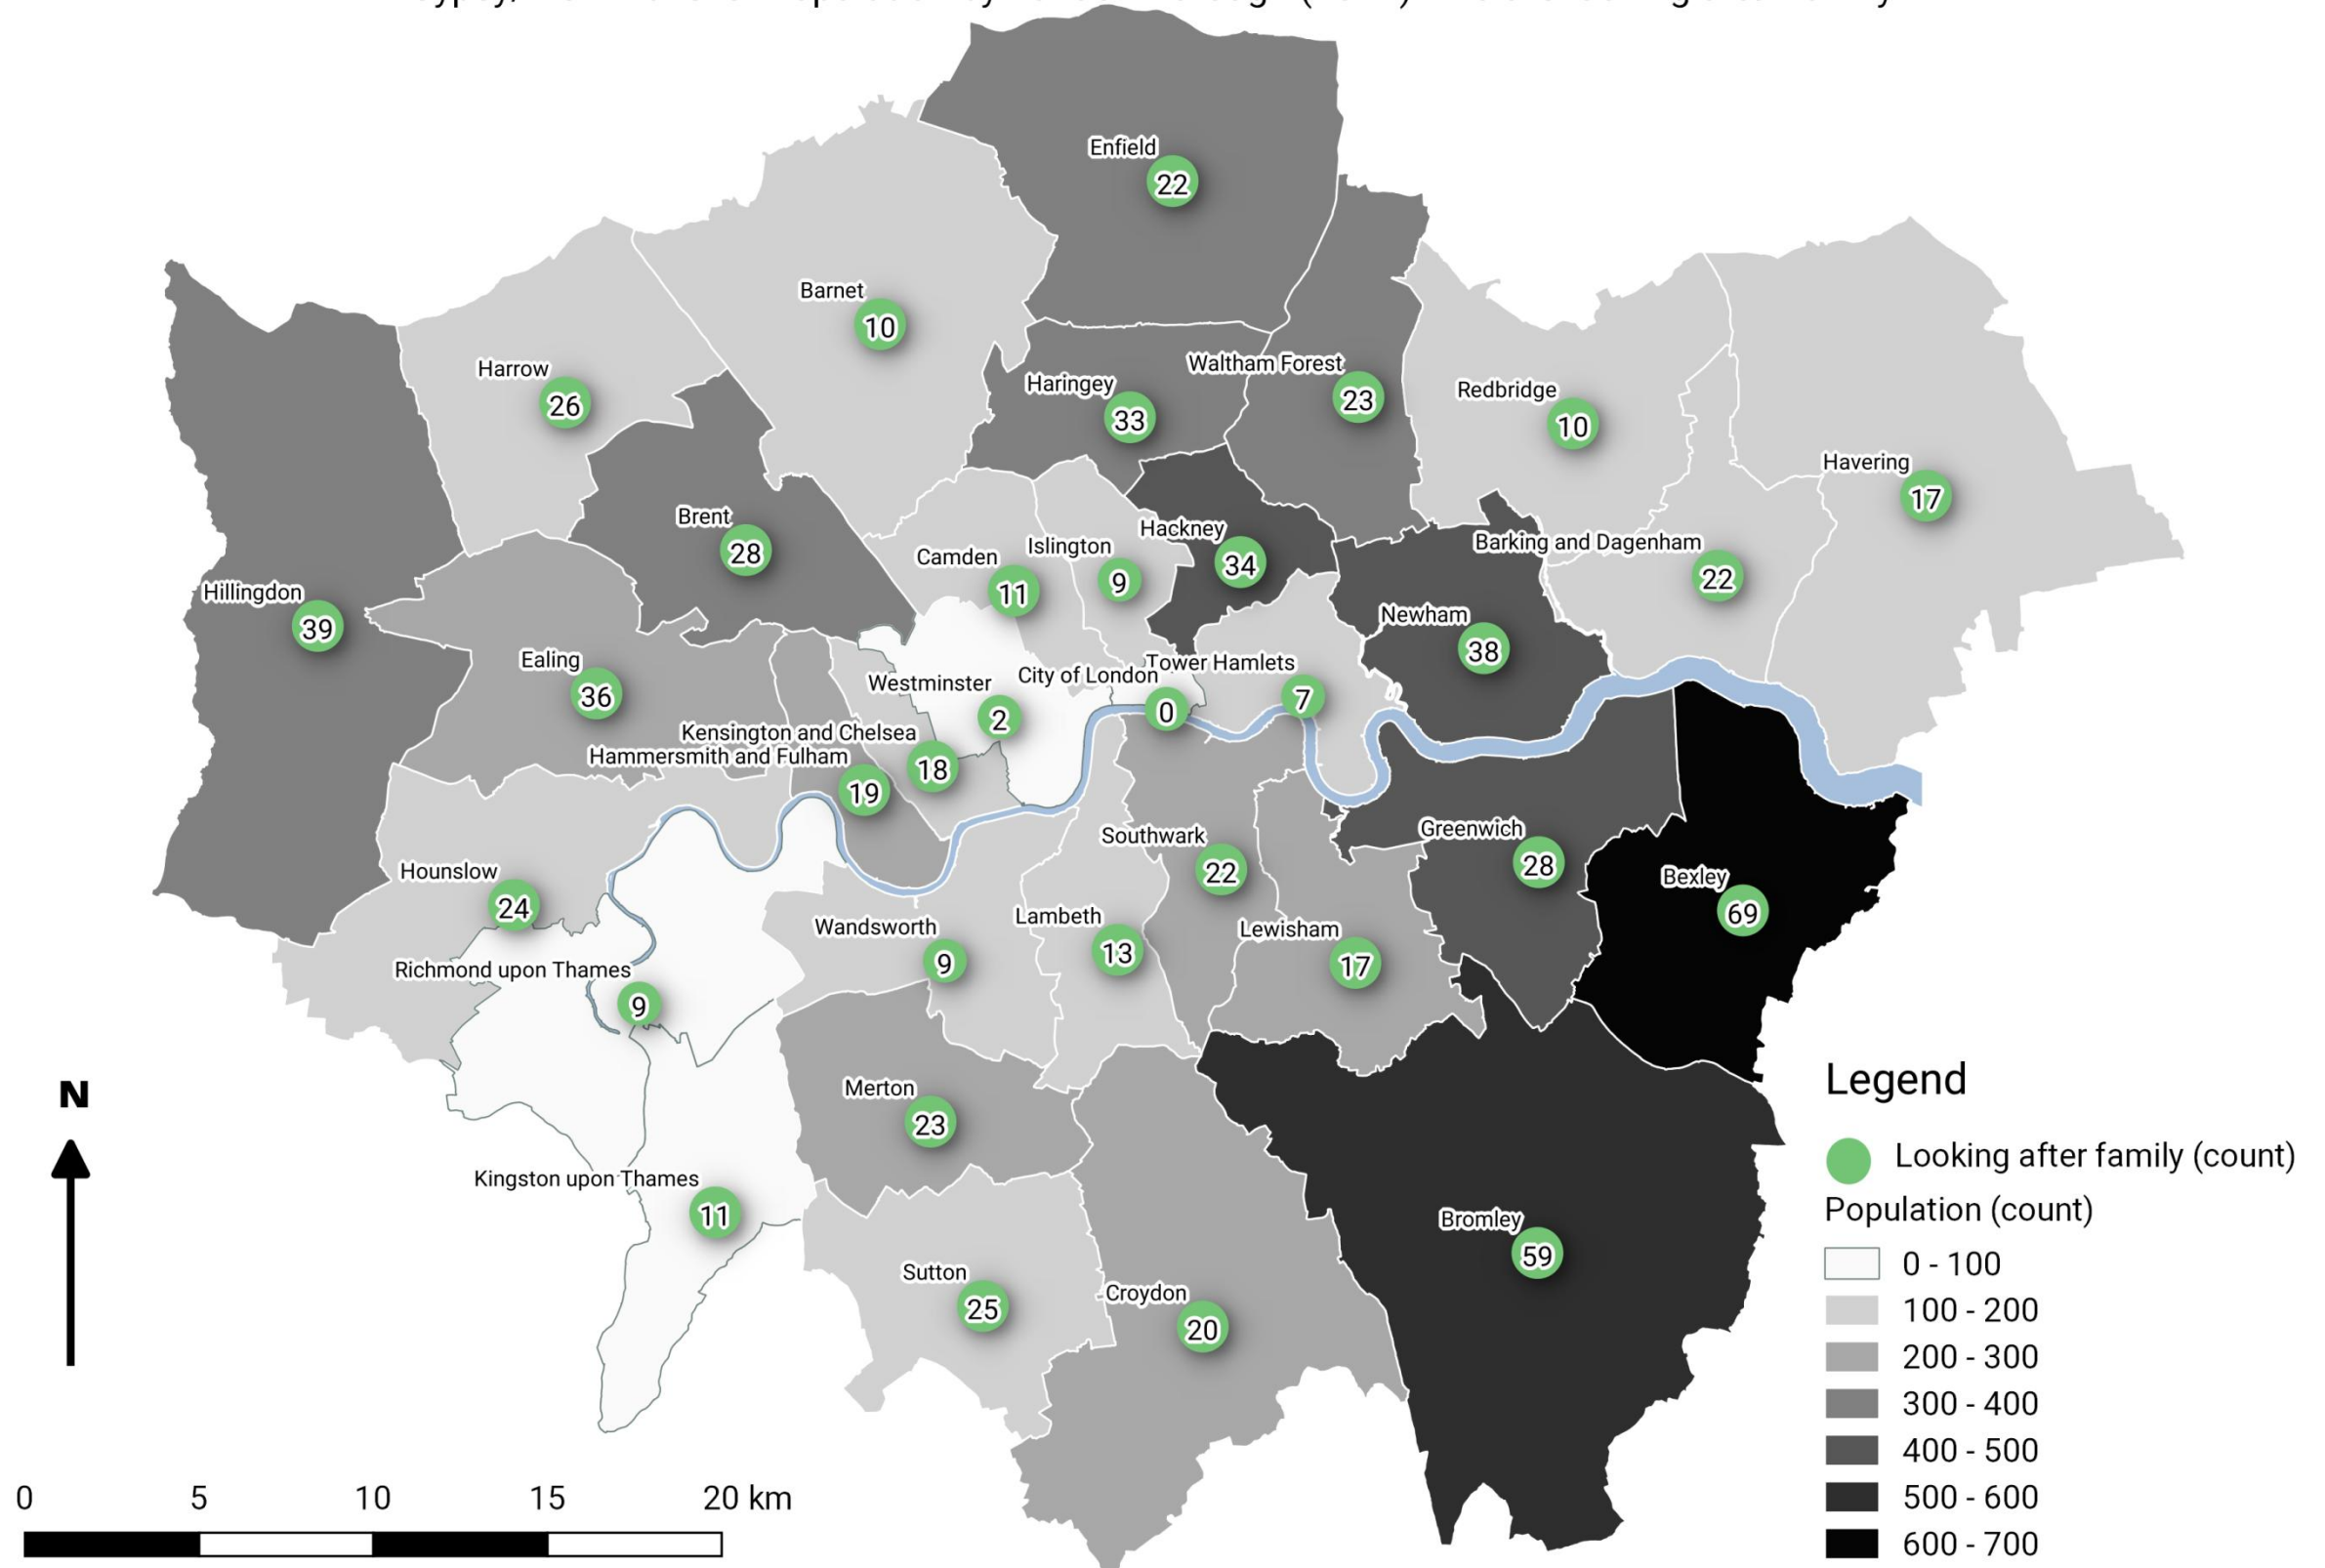 Enfield
22
Barnet
10
Harrow
26
Haringey
33
Waltham Forest
23
Redbridge
10
Havering
17
Brent
28
Camden
11
Islington
9
Hackney
34
Barking and Dagenham
22
Hillingdon
39
Newham
38
Ealing
36
Westminster
2
City of London
0
Tower Hamlets
7
Kensington and Chelsea
18
Hammersmith and Fulham
19
Southwark
22
Greenwich
28
Hounslow
24
Bexley
69
Wandsworth
9
Lambeth
13
Lewisham
17
Richmond upon Thames
9
Merton
23
Kingston upon Thames
11
Sutton
25
Croydon
20
Bromley
59
N
0 5 10 15 20 km
Legend
Looking after family (count)
Population (count)
0 - 100
100 - 200
200 - 300
300 - 400
400 - 500
500 - 600
600 - 700